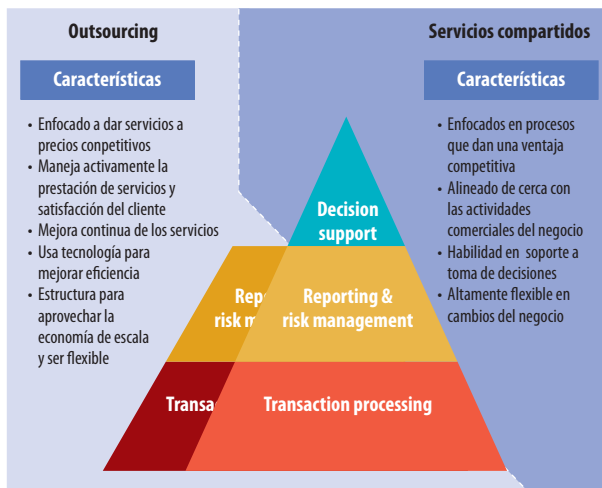 Outsourcing
Características
• Enfocado a dar servicios a
precios competitivos
• Maneja activamente la
prestación de servicios y
satisfacción del cliente
• Mejora continua de los servicios
• Usa tecnología para
mejorar eficiencia
• Estructura para
aprovechar la
economía de escala
y ser flexible
Servicios compartidos
Características
• Enfocados en procesos
que dan una ventaja
competitiva
• Alineado de cerca con
las actividades
comerciales del negocio
• Habilidad en soporte a
toma de decisiones
• Altamente flexible en
cambios del negocio
Decision
support
Reporting &
risk management
Transaction processing